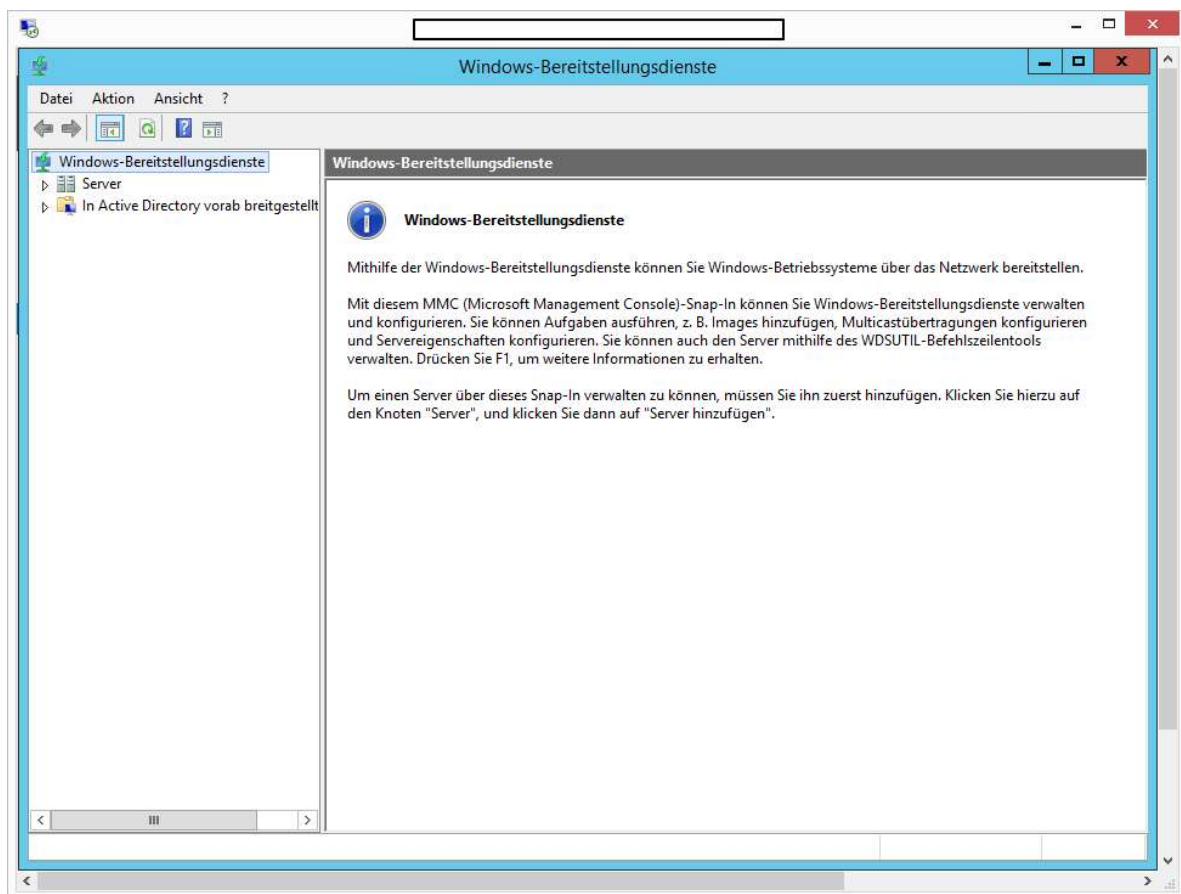 Windows-Bereitstellungsdienste
Datei Aktion Ansicht ?
Windows-Bereitstellungsdienste
Server
In Active Directory vorab breitgestellt
Windows-Bereitstellungsdienste
Windows-Bereitstellungsdienste
Mithilfe der Windows-Bereitstellungsdienste können Sie Windows-Betriebssysteme über das Netzwerk bereitstellen.
Mit diesem MMC (Microsoft Management Console)-Snap-In können Sie Windows-Bereitstellungsdienste verwalten
und konfigurieren. Sie können Aufgaben ausführen, z. B. Images hinzufügen, Multicastübertragungen konfigurieren
und Servereigenschaften konfigurieren. Sie können auch den Server mithilfe des WDSUTIL-Befehlszeilentools
verwalten. Drücken Sie F1, um weitere Informationen zu erhalten.
Um einen Server über dieses Snap-In verwalten zu können, müssen Sie ihn zuerst hinzufügen. Klicken Sie hierzu auf
den Knoten "Server", und klicken Sie dann auf "Server hinzufügen".